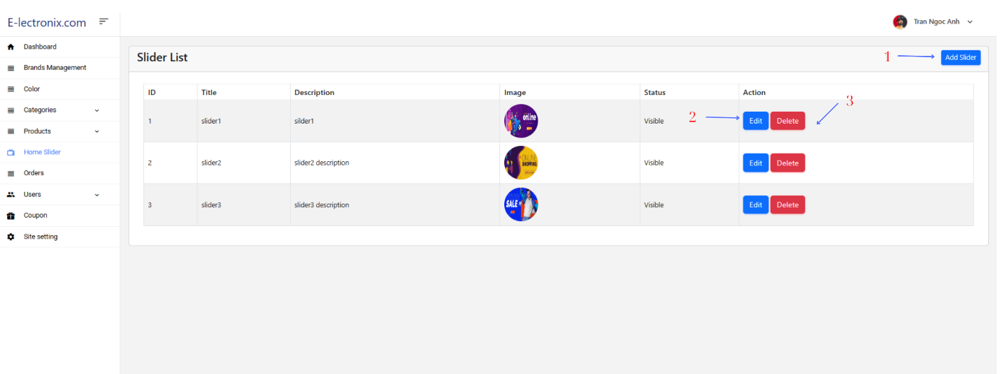 E-lectronix.com
Tran Ngoc Anh
Dashboard
Brands Management
Color
Categories
Products
Home Slider
Orders
Users
Coupon
Site setting
Slider List
1
Add Slider
ID Title Description Image Status Action
3
1 slider1 silder1 online Visible 2 Edit Delete
2 slider2 slider2 description ONLINE SHOPPING Visible Edit Delete
3 slider3 slider3 description SALE Visible Edit Delete